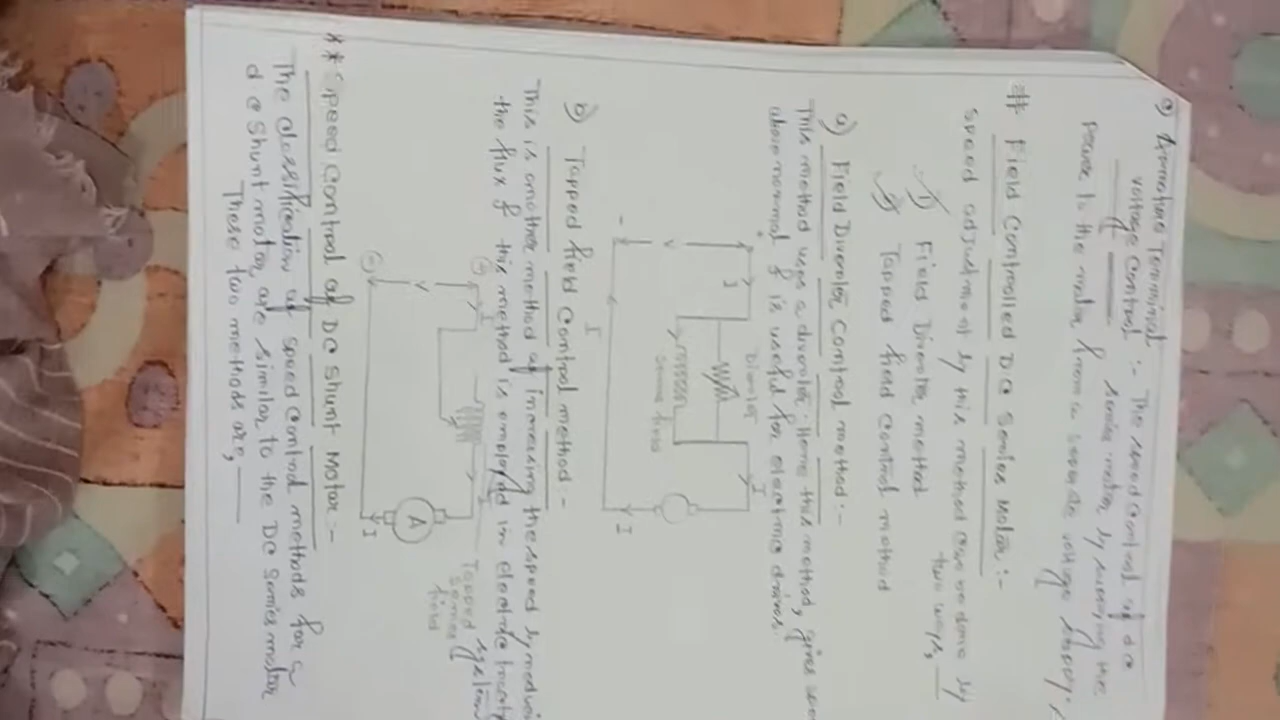 9) Armature Terminal
voltage Control :- The speed control of dc
series motor by supplying the
power to the motor from a separate voltage supply.
# Field Controlled DC Series Motor :-
Speed adjustment by this method can be done by
two ways,
1) Field Diverter method
2) Tapped field control method
a) Field Diverter Control method :-
This method uses a diverter. Here this method, gives
above normal & is useful for electric drives.
I
Diverter
I
Series field
-
I
I
b) Tapped field Control method :-
This is another method of increasing the speed by
the flux & this method is employed in electric
system
I
I
Tapped
series
field
A
I
** Speed Control of DC Shunt Motor :-
The classification of speed control methods for a
dc Shunt motor are similar to the DC series motor
These two methods are,